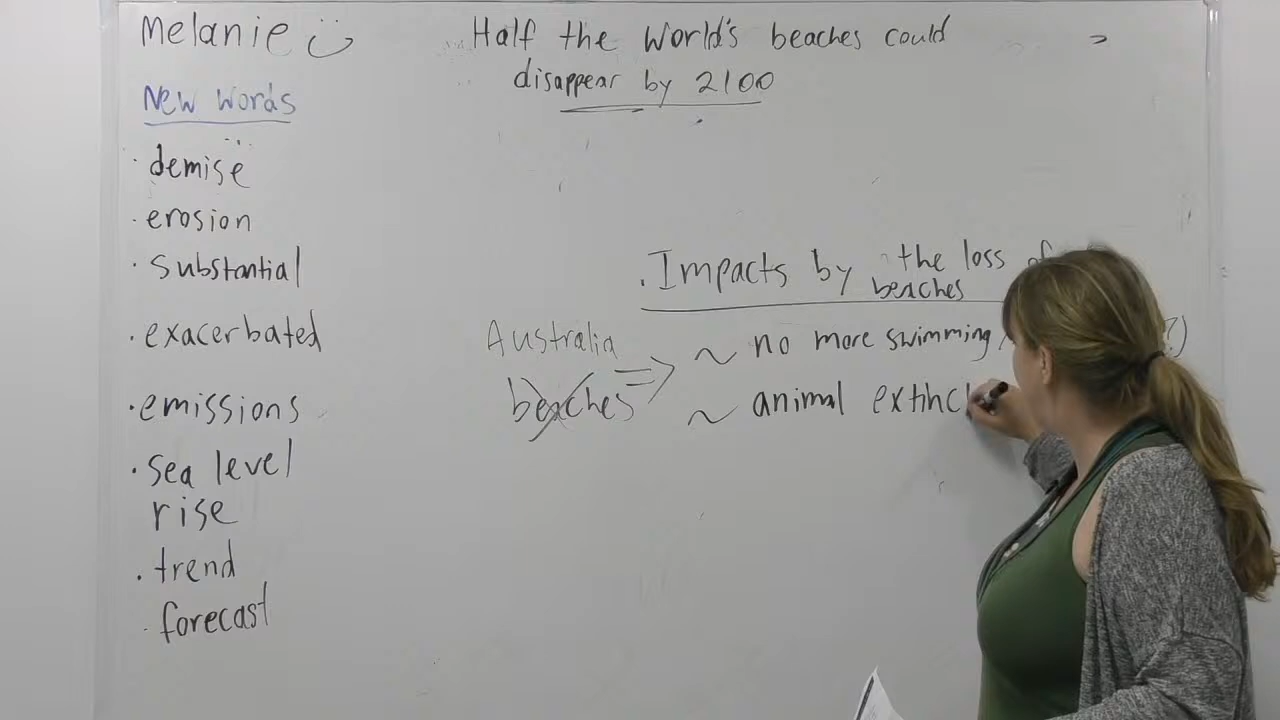 Melanie
New words
· demise
· erosion
· substantial
· exacerbated
· emissions
· sea level
rise
· trend
· forecast
Half the world's beaches could
disappear by 2100
· Impacts by the loss of
beaches
Australia
beaches => 
~ no more swimming
~ animal extinc